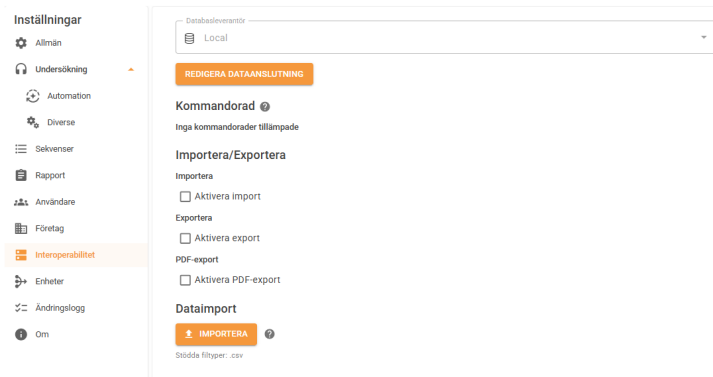 Inställningar
Allmän
Undersökning
Automation
Diverse
Sekvenser
Rapport
Användare
Företag
Interoperabilitet
Enheter
Ändringslogg
Om
Databasleverantör
Local
REDIGERA DATAANSLUTNING
Kommandorad
Inga kommandorader tillämpade
Importera/Exportera
Importera
Aktivera import
Exportera
Aktivera export
PDF-export
Aktivera PDF-export
Dataimport
IMPORTERA
Stödda filtyper: .csv